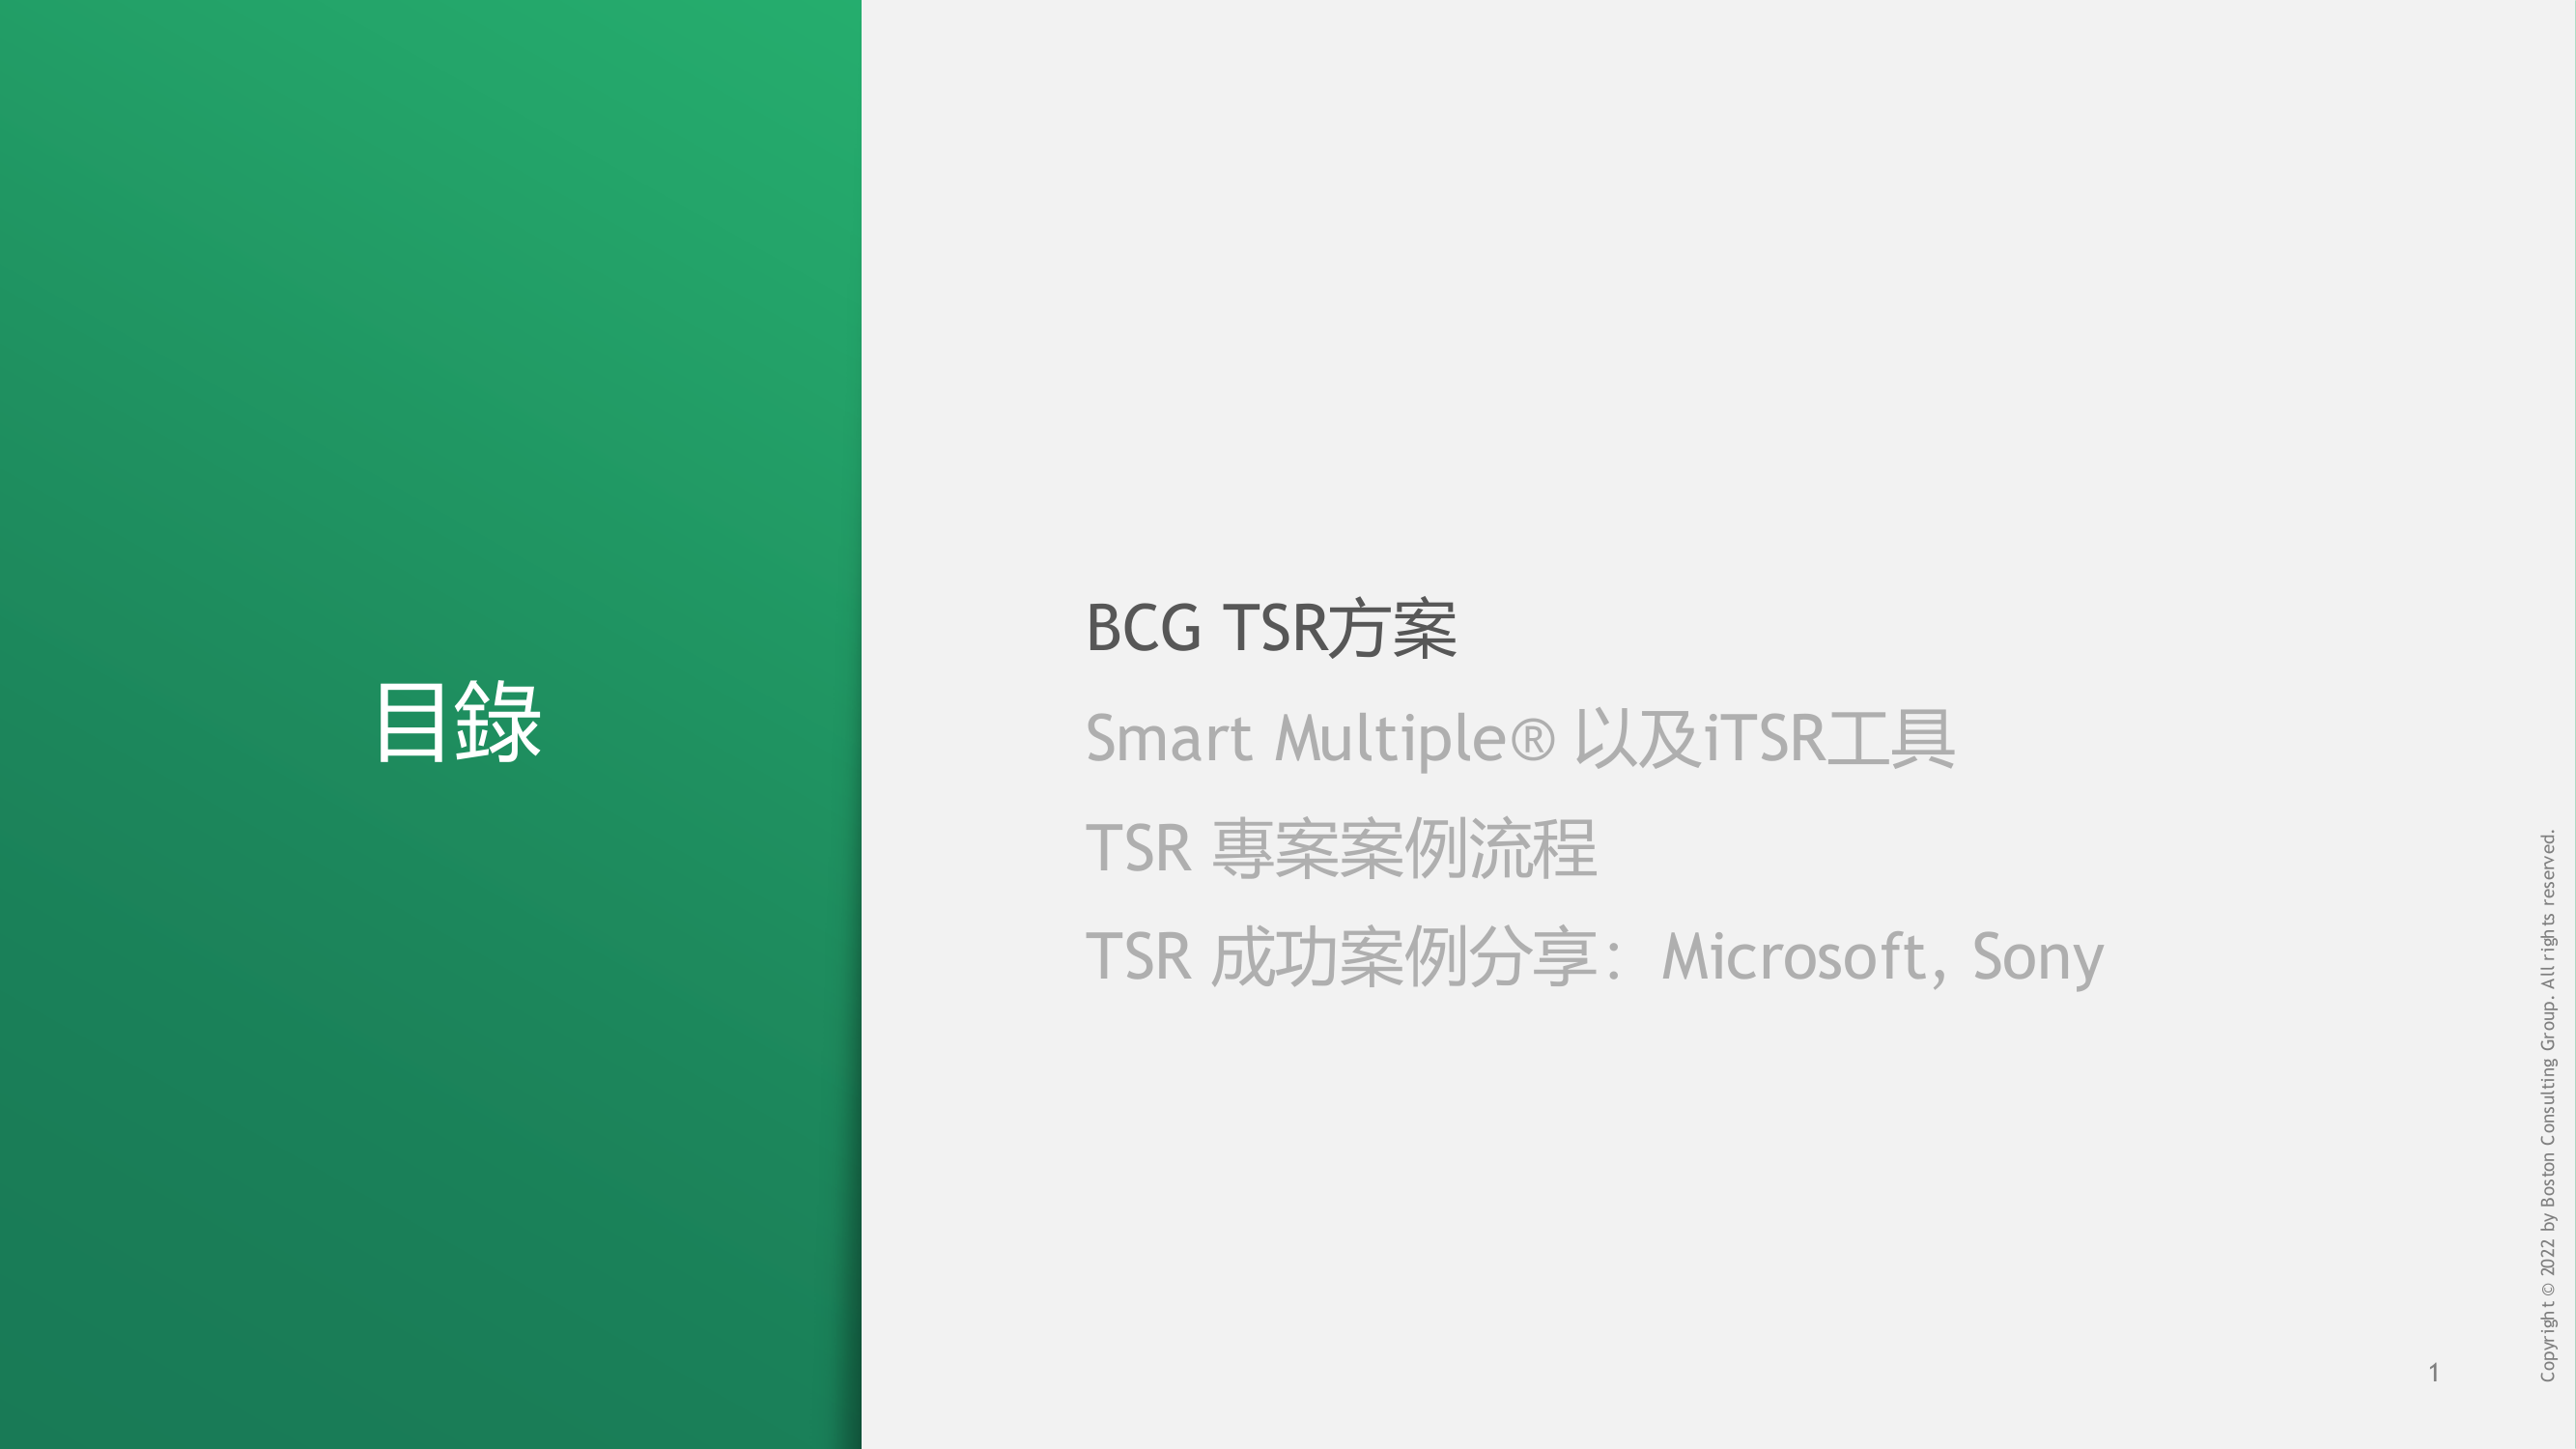 目錄
BCG TSR方案
Smart Multiple® 以及iTSR工具
TSR 專案案例流程
TSR 成功案例分享：Microsoft, Sony
Copyright © 2022 by Boston Consulting Group. All rights reserved.
1